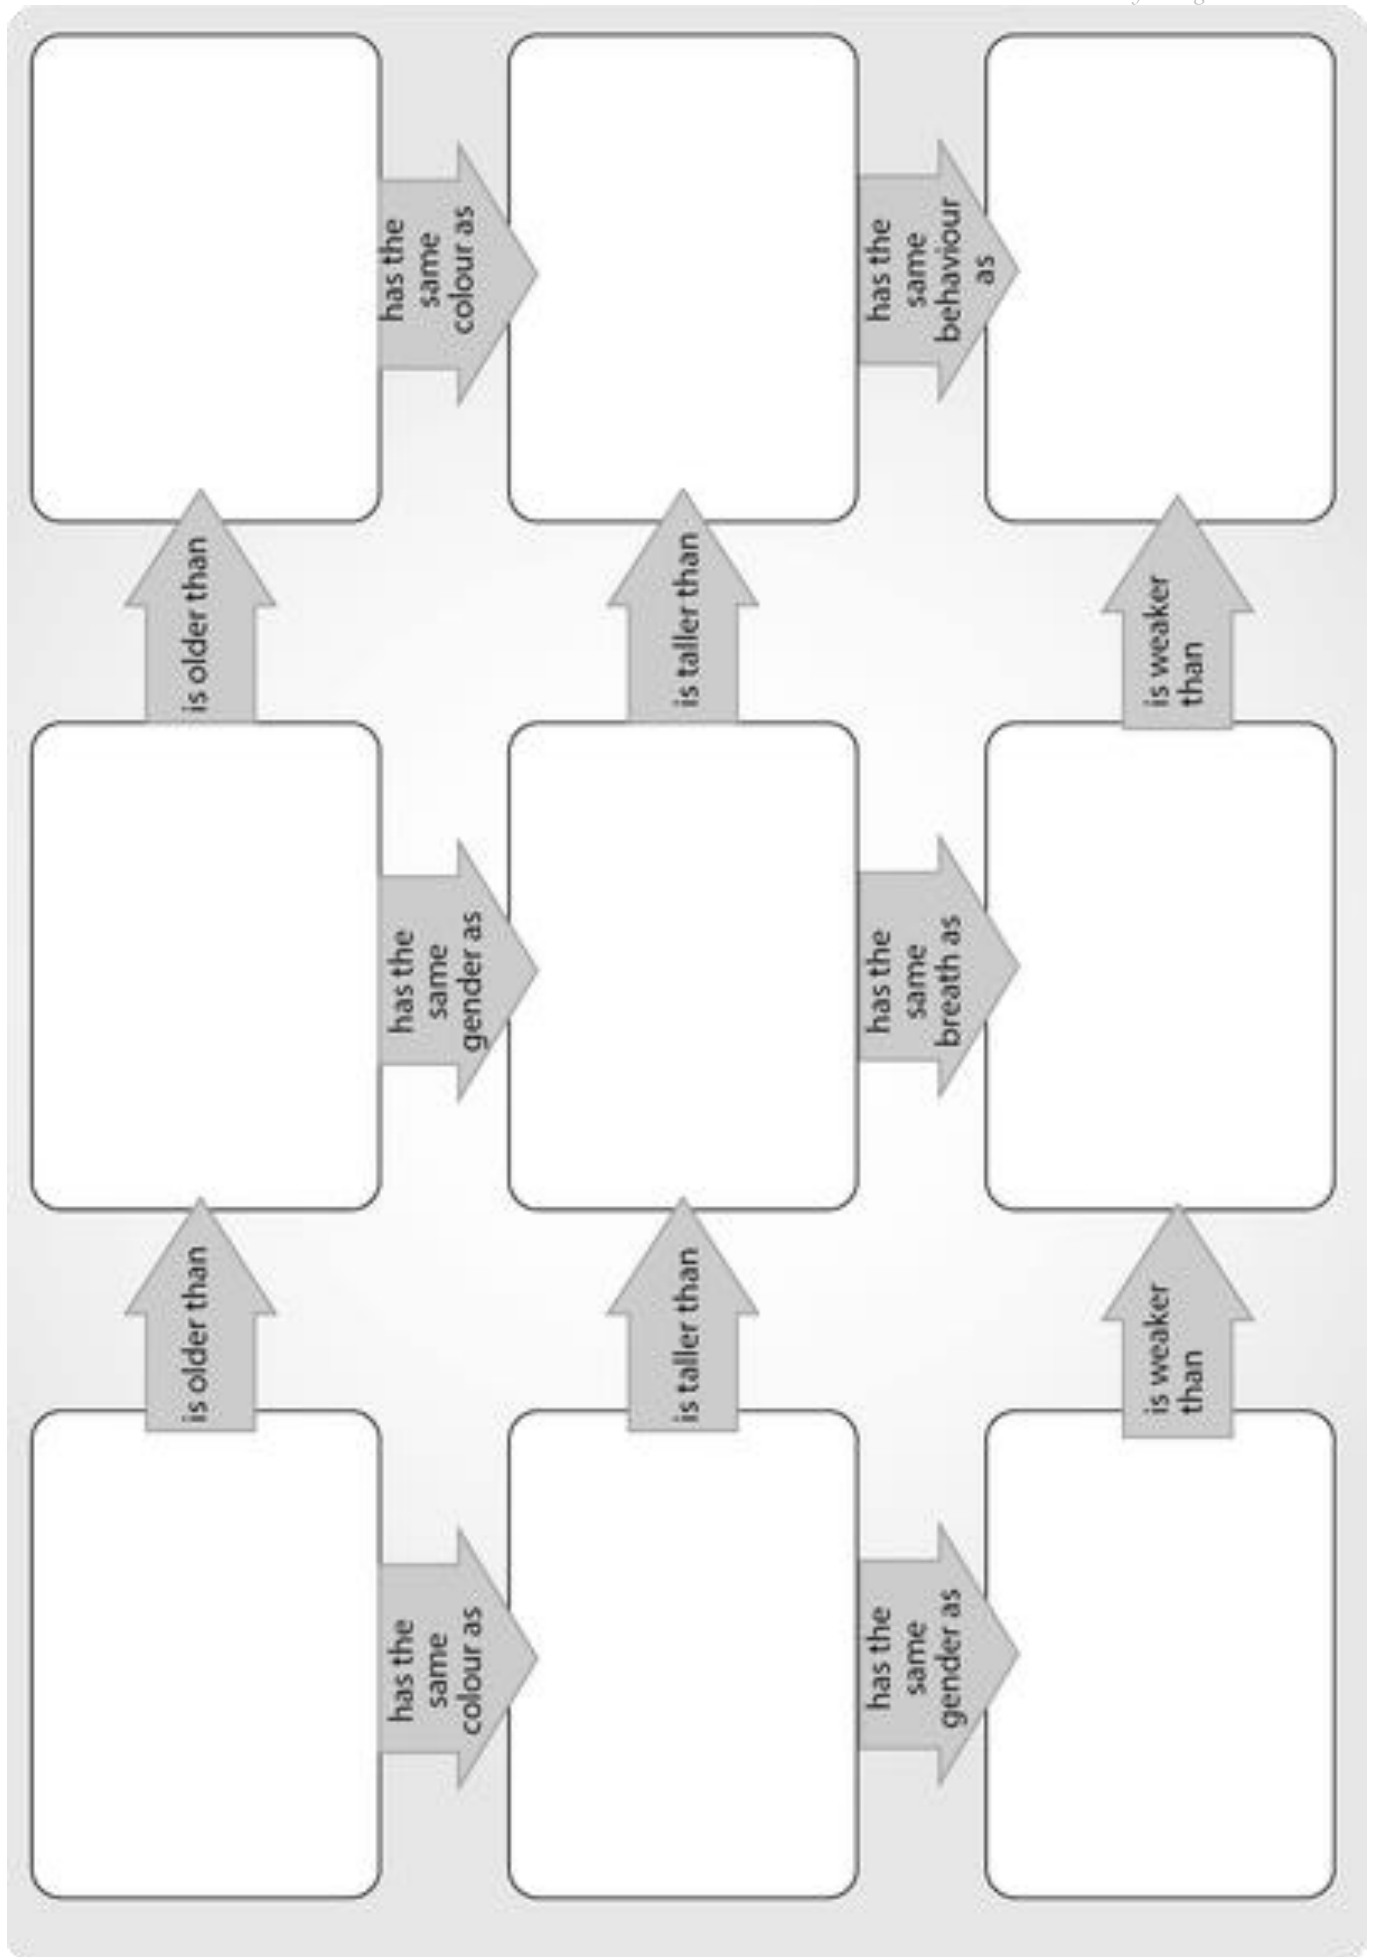 is older than
is older than
has the
same
colour as
has the
same
gender as
has the
same
colour as
is taller than
is taller than
has the
same
gender as
has the
same
breath as
has the
same
behaviour
as
is weaker
than
is weaker
than